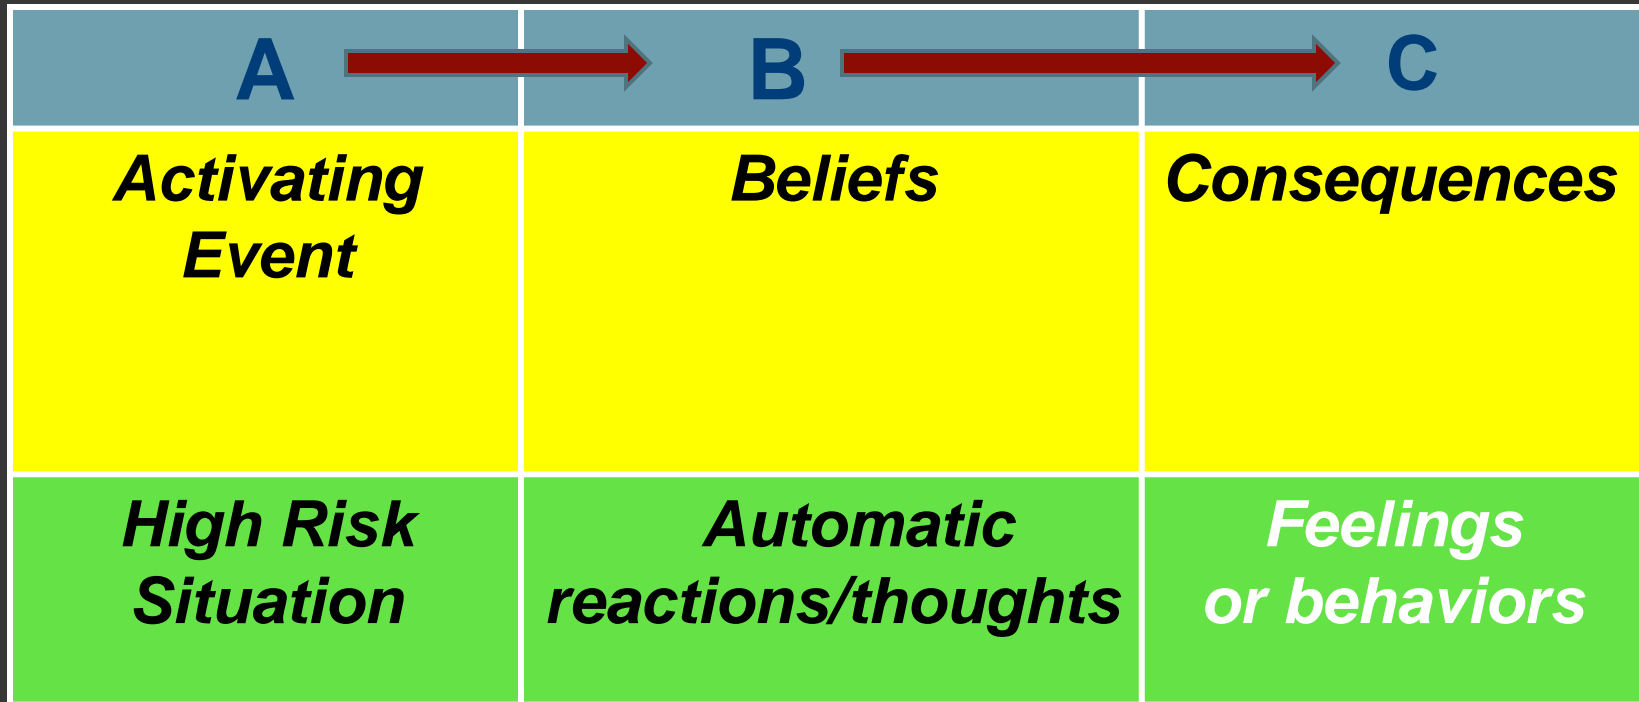 A B C
Activating
Event
Beliefs
Consequences
High Risk
Situation
Automatic
reactions/thoughts
Feelings
or behaviors